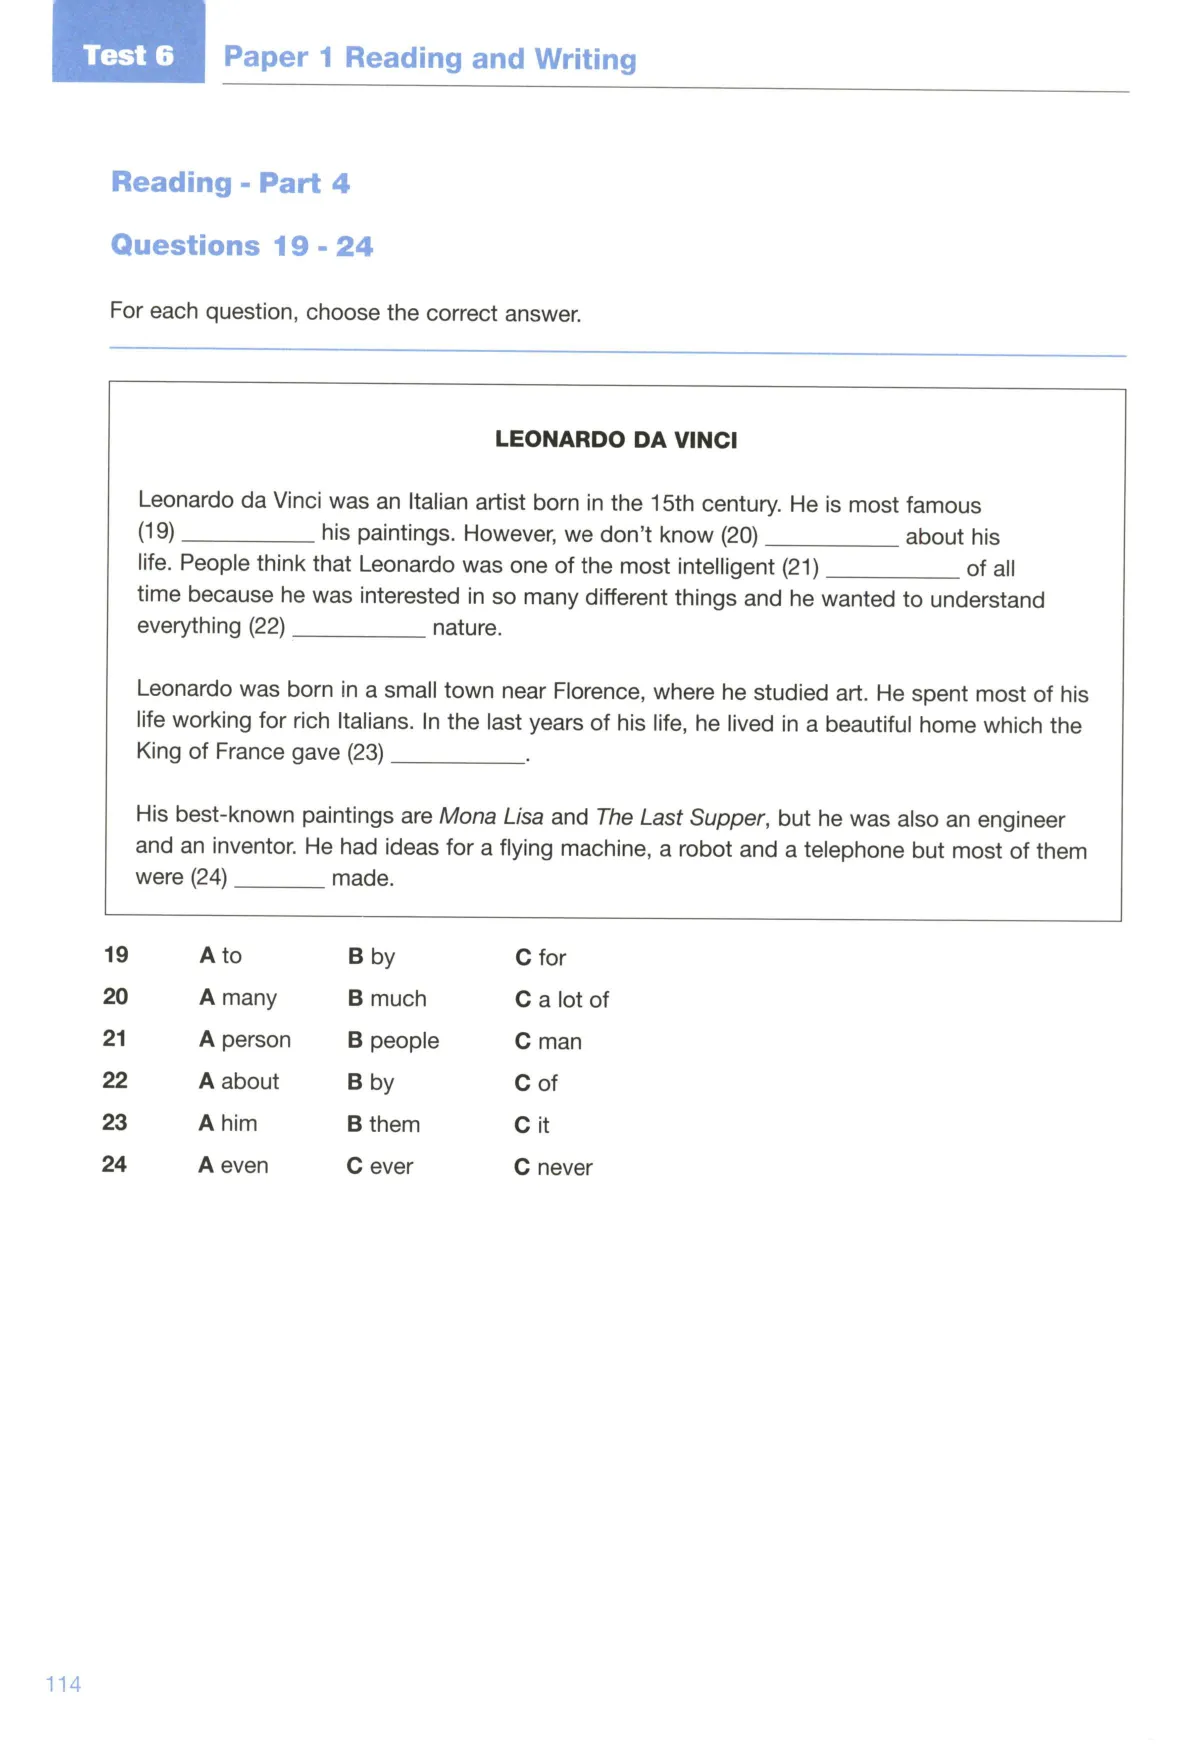 Test 6 Paper 1 Reading and Writing
Reading - Part 4
Questions 19 - 24
For each question, choose the correct answer.
LEONARDO DA VINCI
Leonardo da Vinci was an Italian artist born in the 15th century. He is most famous
(19) ___________ his paintings. However, we don't know (20) ___________ about his
life. People think that Leonardo was one of the most intelligent (21) ___________ of all
time because he was interested in so many different things and he wanted to understand
everything (22) ___________ nature.
Leonardo was born in a small town near Florence, where he studied art. He spent most of his
life working for rich Italians. In the last years of his life, he lived in a beautiful home which the
King of France gave (23) ___________.
His best-known paintings are Mona Lisa and The Last Supper, but he was also an engineer
and an inventor. He had ideas for a flying machine, a robot and a telephone but most of them
were (24) ________ made.
19 A to B by C for
20 A many B much C a lot of
21 A person B people C man
22 A about B by C of
23 A him B them C it
24 A even C ever C never
114